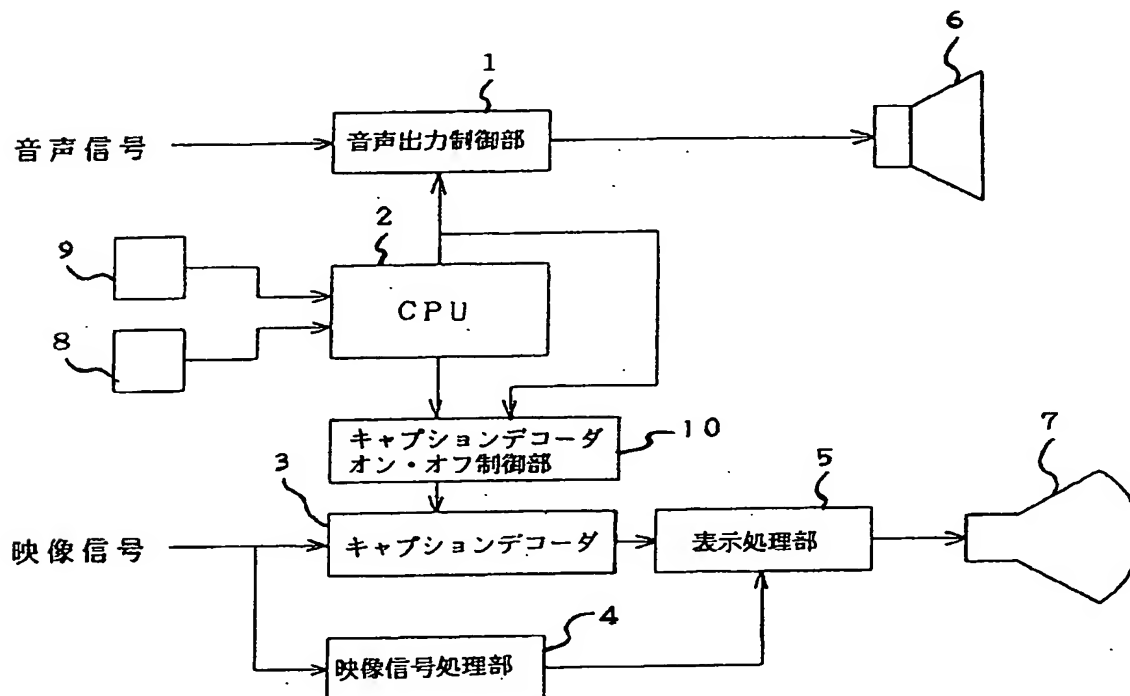 1
6
音声信号
音声出力制御部
2
9
CPU
8
キャプションデコーダ
オン・オフ制御部
10
7
3
5
映像信号
キャプションデコーダ
表示処理部
4
映像信号処理部